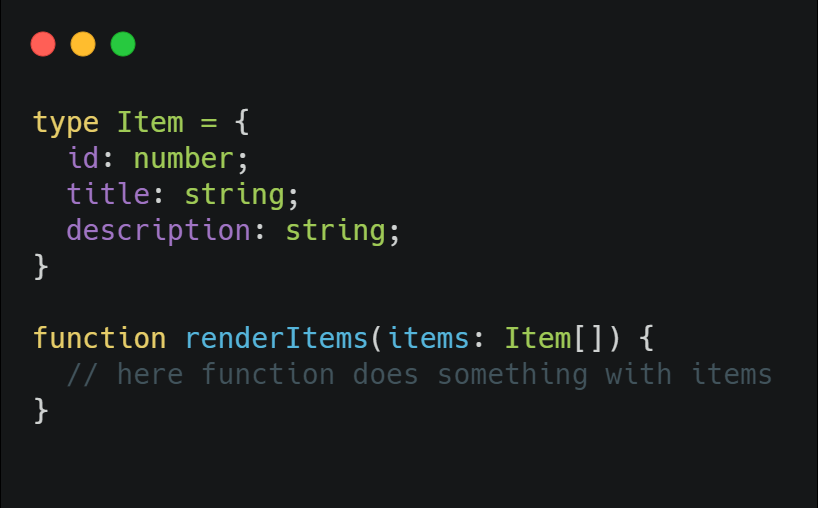 type Item = {
  id: number;
  title: string;
  description: string;
}
function renderItems(items: Item[]) {
  // here function does something with items
}